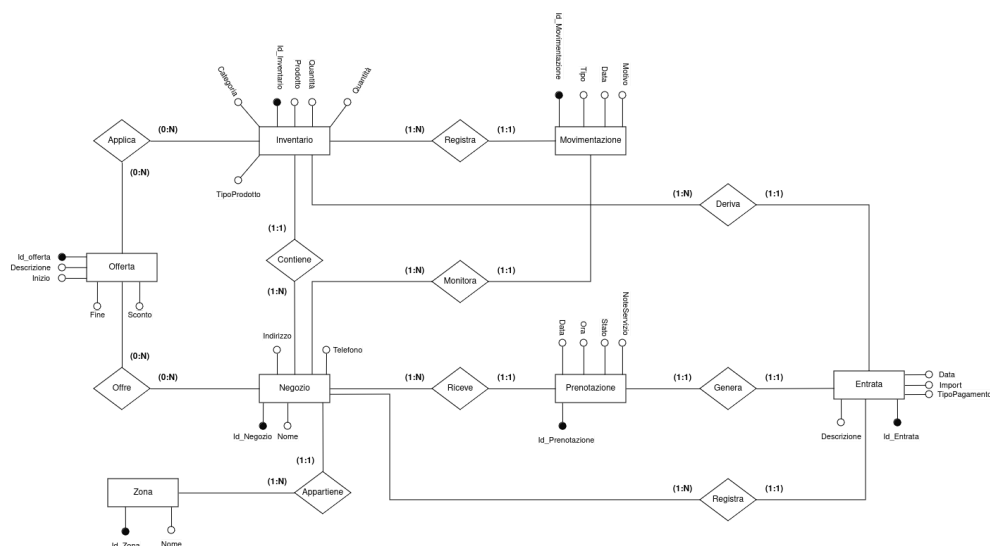 Categoria
Id_Inventario
Prodotto
Quantità
Quantità
Id_Movimentazione
Tipo
Data
Motivo
Applica
(0:N)
Inventario
(1:N)
Registra
(1:1)
Movimentazione
(0:N)
TipoProdotto
(1:N)
Deriva
(1:1)
(1:1)
Contiene
Id_offerta
Descrizione
Inizio
Offerta
(1:N)
Monitora
(1:1)
(1:N)
Fine
Sconto
Indirizzo
Telefono
Data
Ora
Stato
NoteServizio
(0:N)
Offre
(0:N)
Negozio
(1:N)
Riceve
(1:1)
Prenotazione
(1:1)
Genera
(1:1)
Entrata
Data
Import
TipoPagamento
Id_Negozio
Nome
Id_Prenotazione
Descrizione
Id_Entrata
(1:1)
Zona
(1:N)
Appartiene
(1:N)
Registra
(1:1)
Id_Zona
Nome